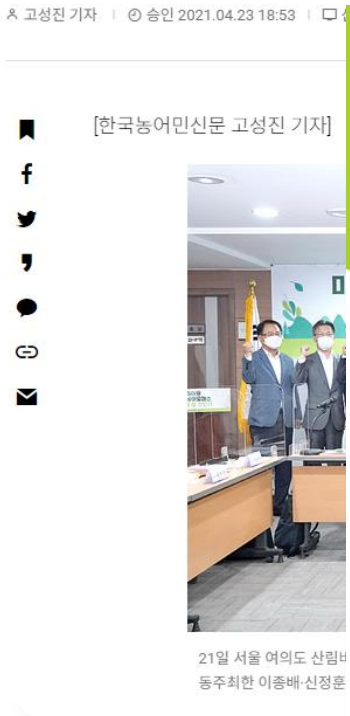 고성진 기자
승인 2021.04.23 18:53
[한국농어민신문 고성진 기자]
21일 서울 여의도 산림비
동주최한 이종배·신정훈